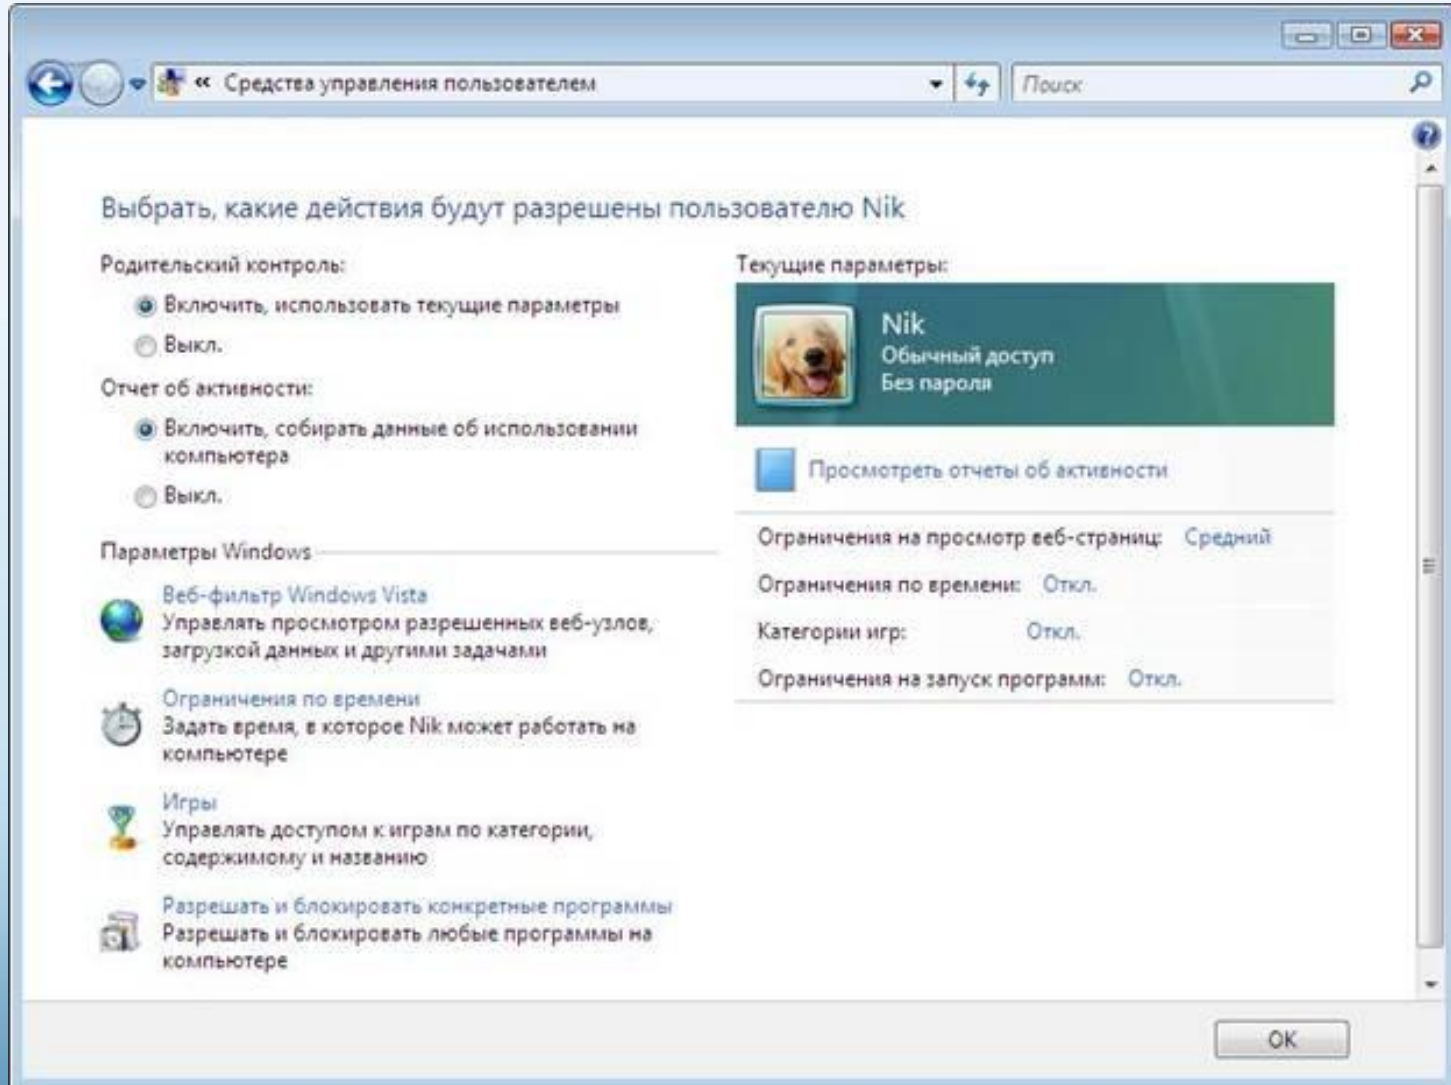 « Средства управления пользователем
Поиск
Выбрать, какие действия будут разрешены пользователю Nik
Родительский контроль:
Включить, использовать текущие параметры
Выкл.
Отчет об активности:
Включить, собирать данные об использовании
компьютера
Выкл.
Параметры Windows
Веб-фильтр Windows Vista
Управлять просмотром разрешенных веб-узлов,
загрузкой данных и другими задачами
Ограничения по времени
Задать время, в которое Nik может работать на
компьютере
Игры
Управлять доступом к играм по категории,
содержимому и названию
Разрешать и блокировать конкретные программы
Разрешать и блокировать любые программы на
компьютере
Текущие параметры:
Nik
Обычный доступ
Без пароля
Просмотреть отчеты об активности
Ограничения на просмотр веб-страниц: Средний
Ограничения по времени: Откл.
Категории игр: Откл.
Ограничения на запуск программ: Откл.
OK